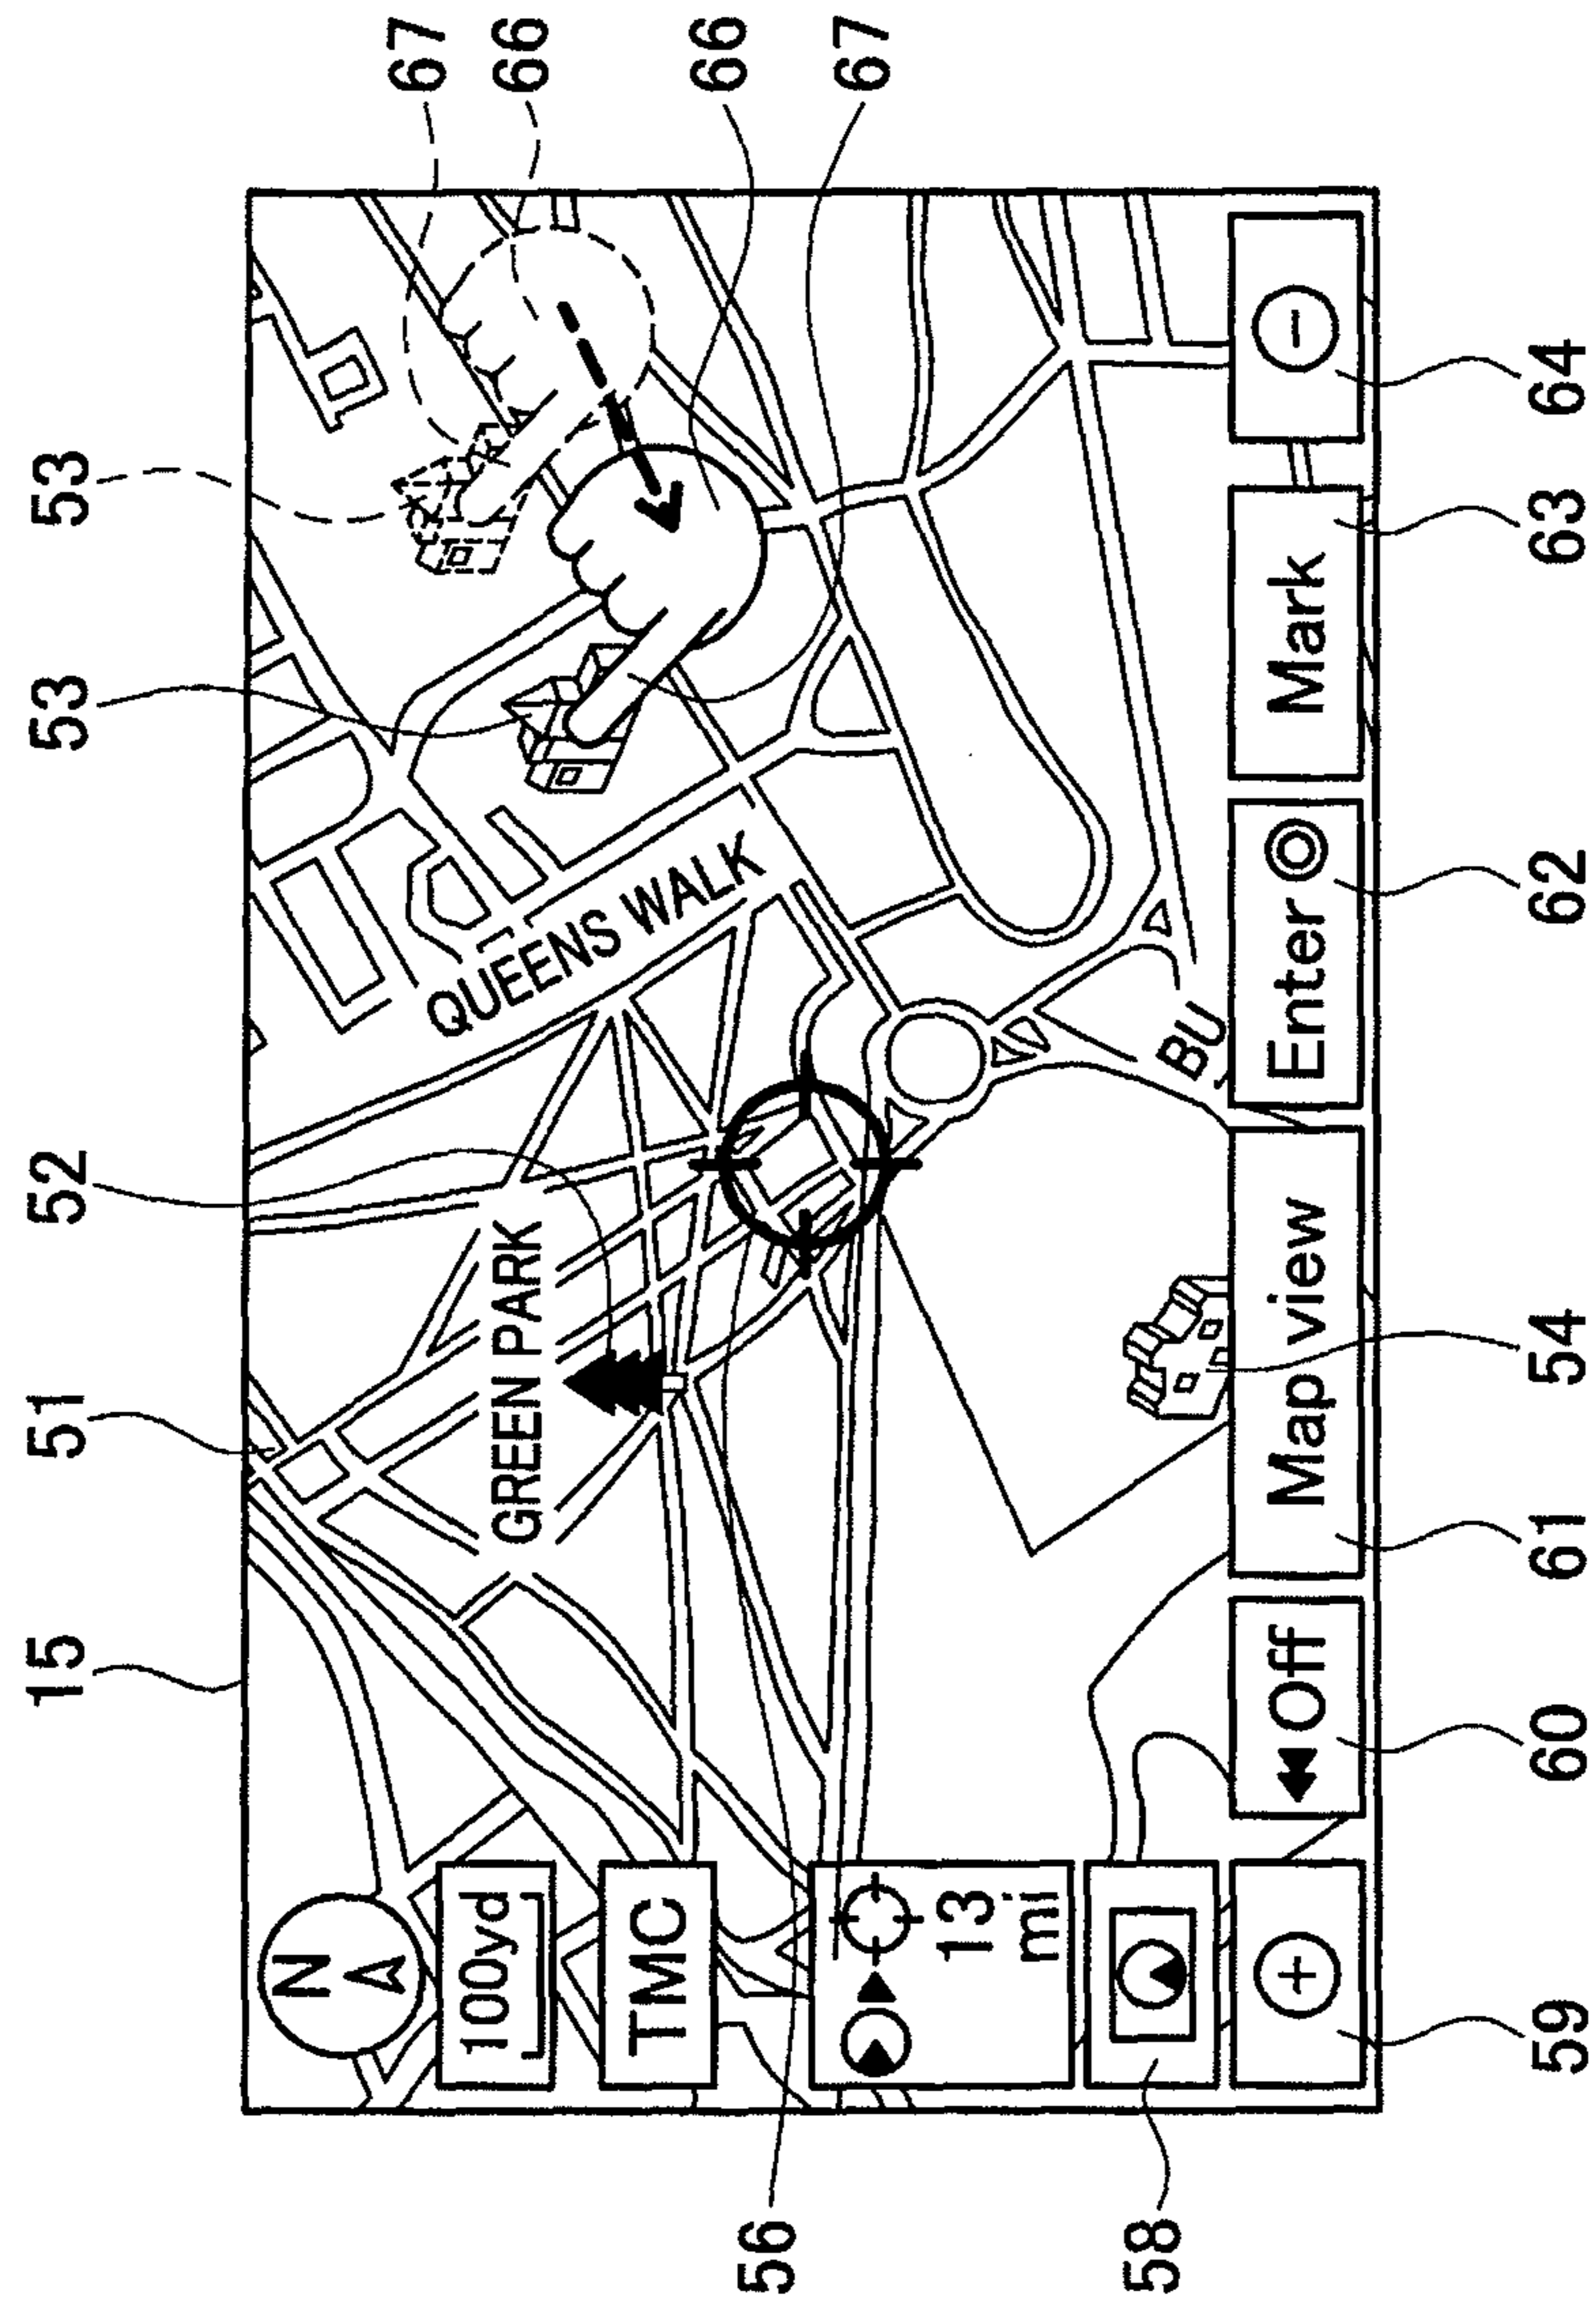 15 51 52 53 53
N
67
100yd
GREEN PARK
QUEENS WALK
66
TMC
66
56
13
mi
67
BU
58
Off Map view Enter Mark
59 60 61 54 62 63 64